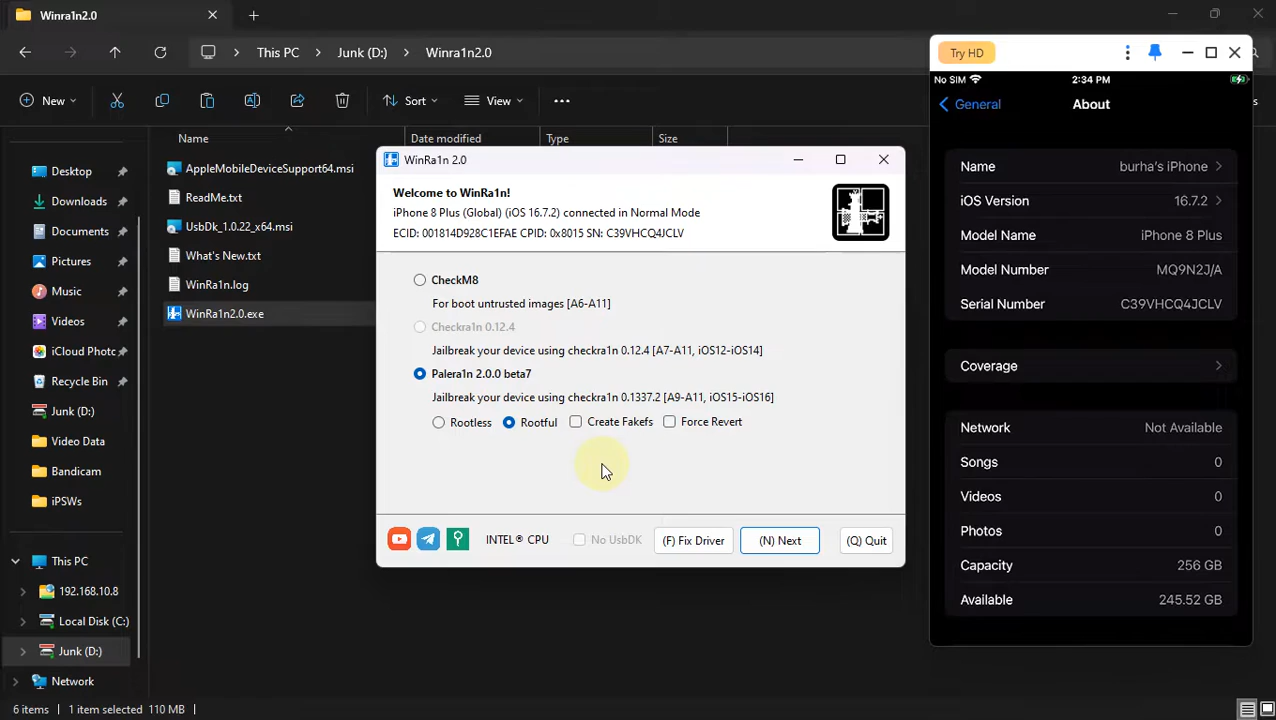 Winra1n2.0
This PC
Junk (D:)
Winra1n2.0
New
Sort
View
Name
Date modified
Type
Size
Desktop
Downloads
Documents
Pictures
Music
Videos
iCloud Photc
Recycle Bin
Junk (D:)
Video Data
Bandicam
iPSWs
This PC
192.168.10.8
Local Disk (C:)
Junk (D:)
Network
AppleMobileDeviceSupport64.msi
ReadMe.txt
UsbDk_1.0.22_x64.msi
What's New.txt
WinRa1n.log
WinRa1n2.0.exe
6 items
1 item selected 110 MB
WinRa1n 2.0
Welcome to WinRa1n!
iPhone 8 Plus (Global) (iOS 16.7.2) connected in Normal Mode
ECID: 001814D928C1EFAE CPID: 0x8015 SN: C39VHCQ4JCLV
CheckM8
For boot untrusted images [A6-A11]
Checkra1n 0.12.4
Jailbreak your device using checkra1n 0.12.4 [A7-A11, iOS12-iOS14]
Palera1n 2.0.0 beta7
Jailbreak your device using checkra1n 0.1337.2 [A9-A11, iOS15-iOS16]
Rootless Rootful Create Fakefs Force Revert
INTEL® CPU No UsbDK (F) Fix Driver (N) Next (Q) Quit
Try HD
No SIM 2:34 PM
General About
Name burha's iPhone
iOS Version 16.7.2
Model Name iPhone 8 Plus
Model Number MQ9N2J/A
Serial Number C39VHCQ4JCLV
Coverage
Network Not Available
Songs 0
Videos 0
Photos 0
Capacity 256 GB
Available 245.52 GB